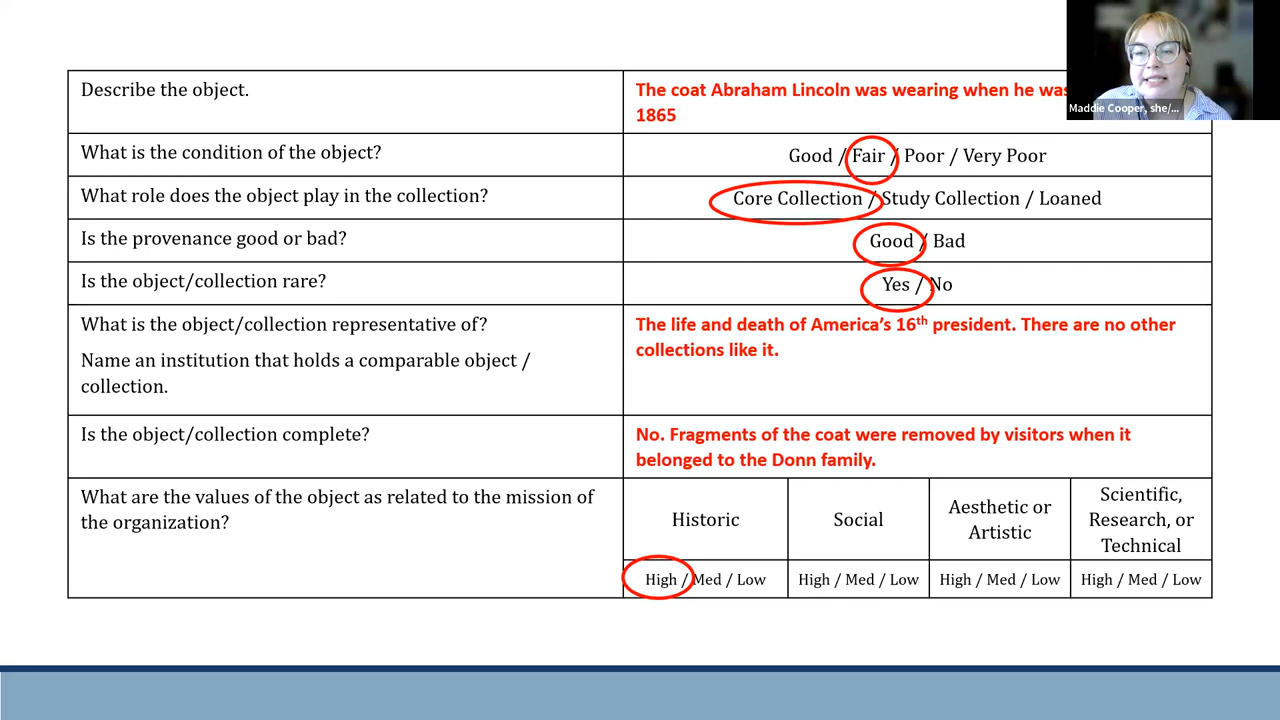 Describe the object.
The coat Abraham Lincoln was wearing when he was
1865
What is the condition of the object?
Good / Fair / Poor / Very Poor
What role does the object play in the collection?
Core Collection / Study Collection / Loaned
Is the provenance good or bad?
Good / Bad
Is the object/collection rare?
Yes / No
What is the object/collection representative of?
Name an institution that holds a comparable object /
collection.
The life and death of America’s 16th president. There are no other
collections like it.
Is the object/collection complete?
No. Fragments of the coat were removed by visitors when it
belonged to the Donn family.
What are the values of the object as related to the mission of
the organization?
Historic
Social
Aesthetic or
Artistic
Scientific,
Research, or
Technical
High / Med / Low
High / Med / Low
High / Med / Low
High / Med / Low
Maddie Cooper, she/...